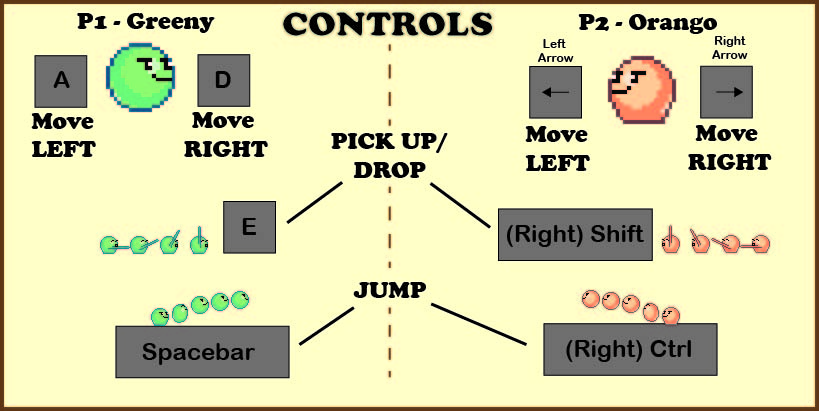 CONTROLS
P1 - Greeny
A
D
Move
LEFT
Move
RIGHT
P2 - Orango
Left
Arrow
Right
Arrow
Move
LEFT
Move
RIGHT
PICK UP/
DROP
E
(Right) Shift
JUMP
Spacebar
(Right) Ctrl